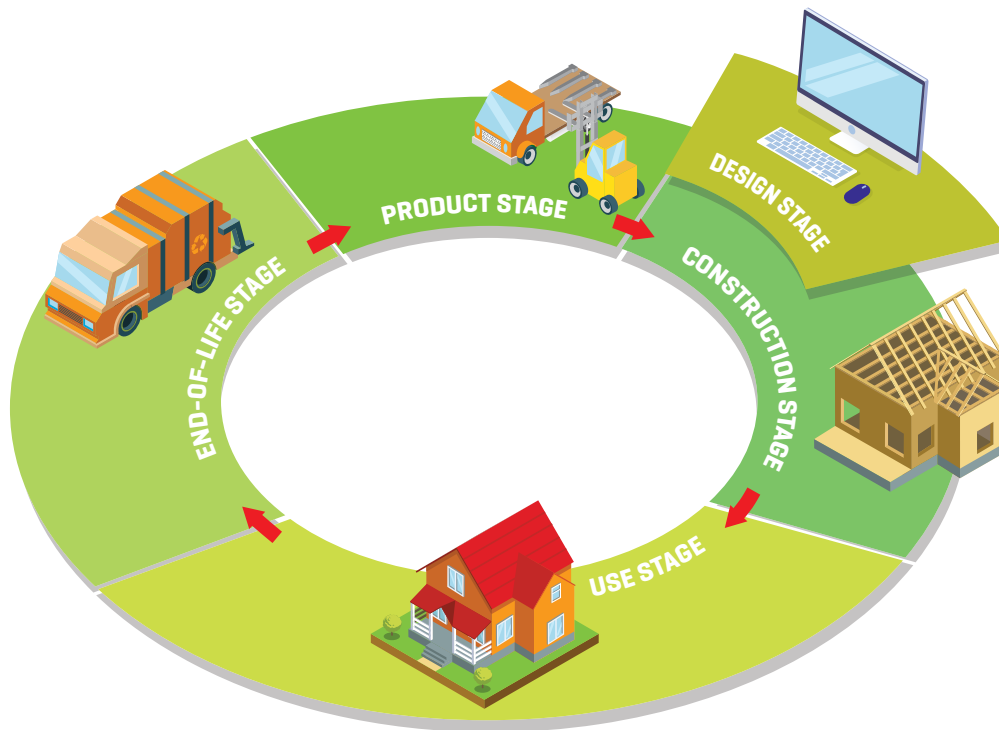 PRODUCT STAGE
DESIGN STAGE
CONSTRUCTION STAGE
USE STAGE
END-OF-LIFE STAGE